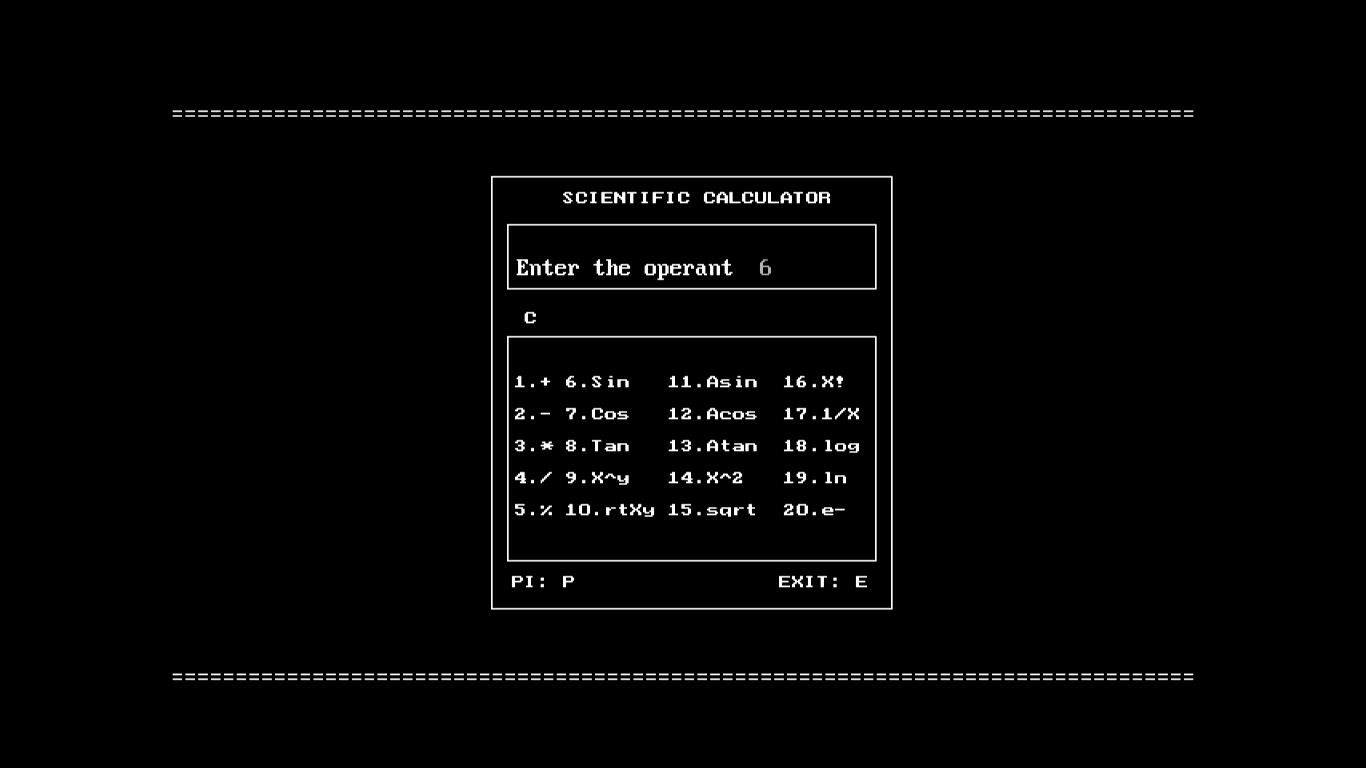 ================================================================================
SCIENTIFIC CALCULATOR
Enter the operant 6
C
1.+ 6.Sin 11.Asin 16.X!
2.- 7.Cos 12.Acos 17.1/X
3.* 8.Tan 13.Atan 18.log
4./ 9.X^y 14.X^2 19.ln
5.% 10.rtXy 15.sqrt 20.e-
PI: P EXIT: E
================================================================================